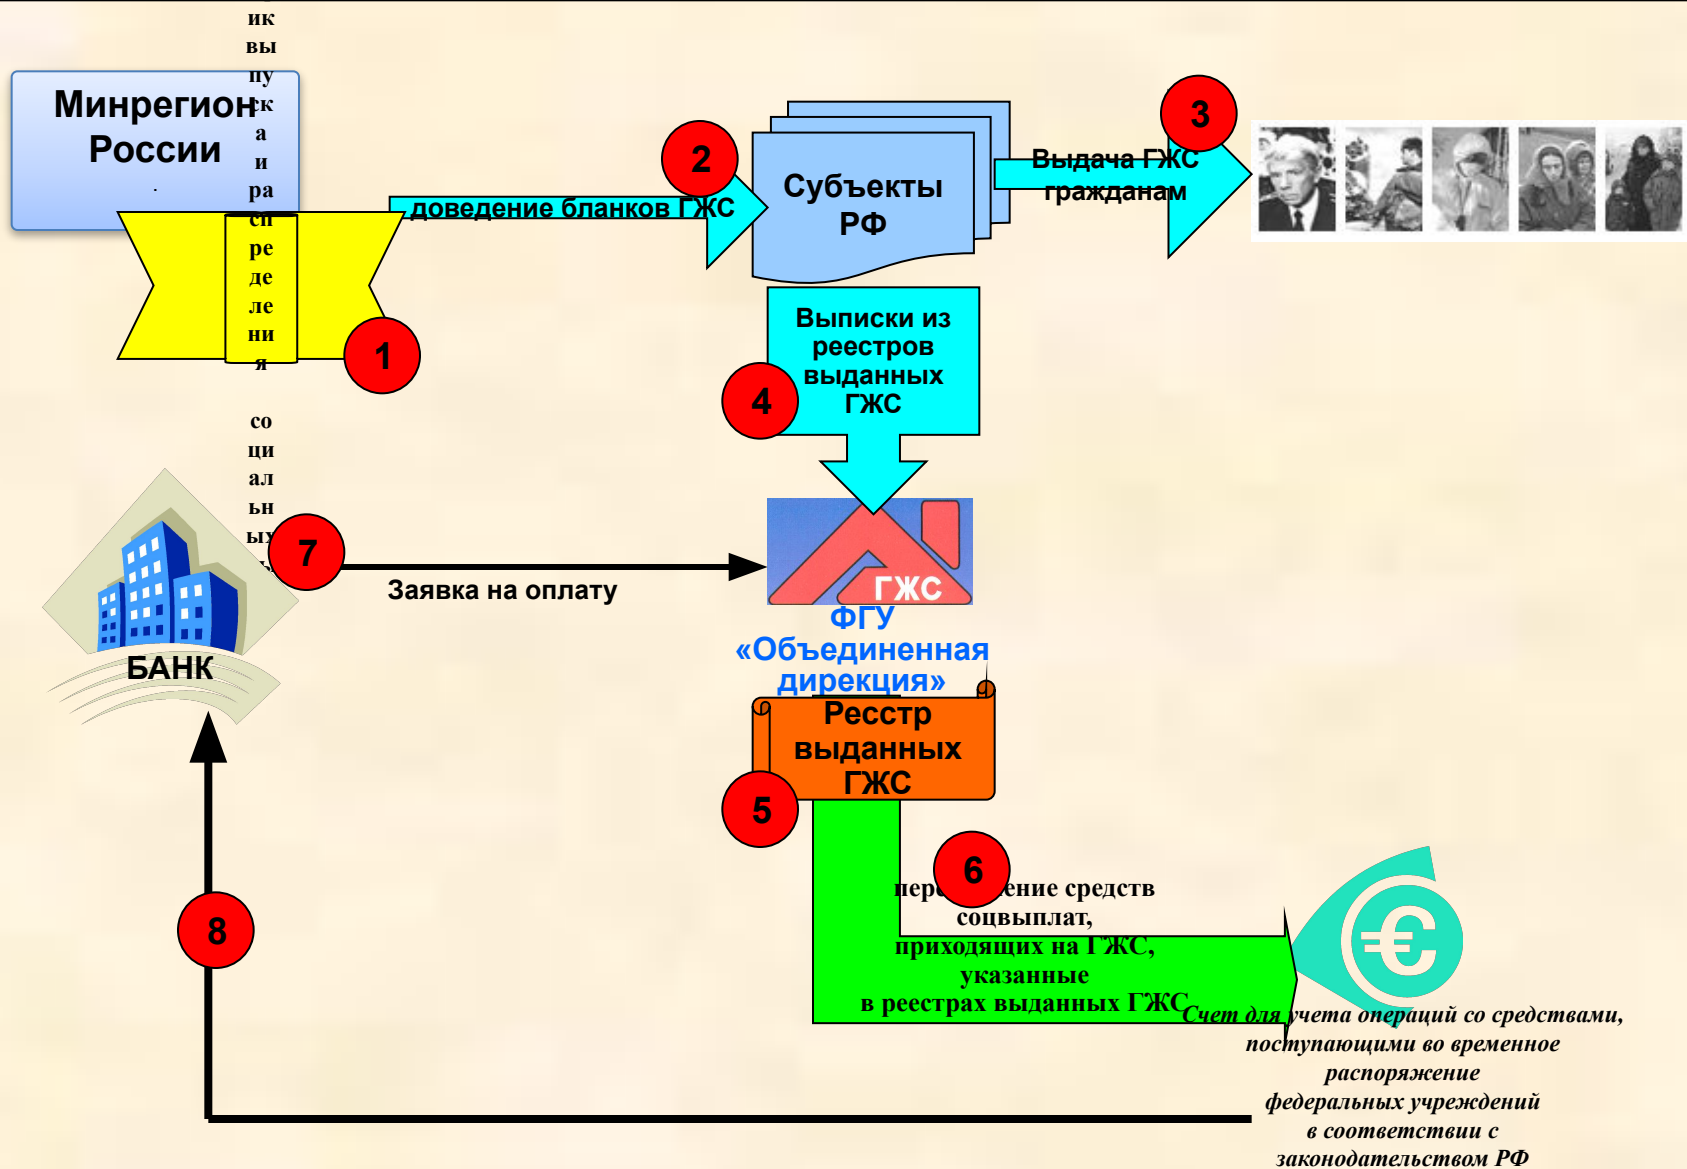 ик
вы
пу
ск
а
и
ра
сп
ре
де
ле
ни
я
со
ци
ал
ьн
ых
Минрегион
России
.
1
доведение бланков ГЖС
2
Субъекты
РФ
Выдача ГЖС
гражданам
3
Выписки из
реестров
выданных
ГЖС
4
ГЖС
ФГУ
«Объединенная
дирекция»
7
Заявка на оплату
БАНК
Ресстр
выданных
ГЖС
5
6
средств
соцвыплат,
приходящих на ГЖС,
указанные
в реестрах выданных ГЖС
8
€
Счет для учета операций со средствами,
поступающими во временное
распоряжение
федеральных учреждений
в соответствии с
законодательством РФ